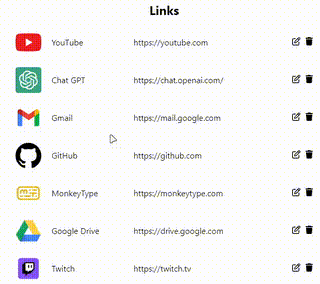 Links
YouTube https://youtube.com
Chat GPT https://chat.openai.com/
Gmail https://mail.google.com
GitHub https://github.com
MonkeyType https://monkeytype.com
Google Drive https://drive.google.com
Twitch https://twitch.tv